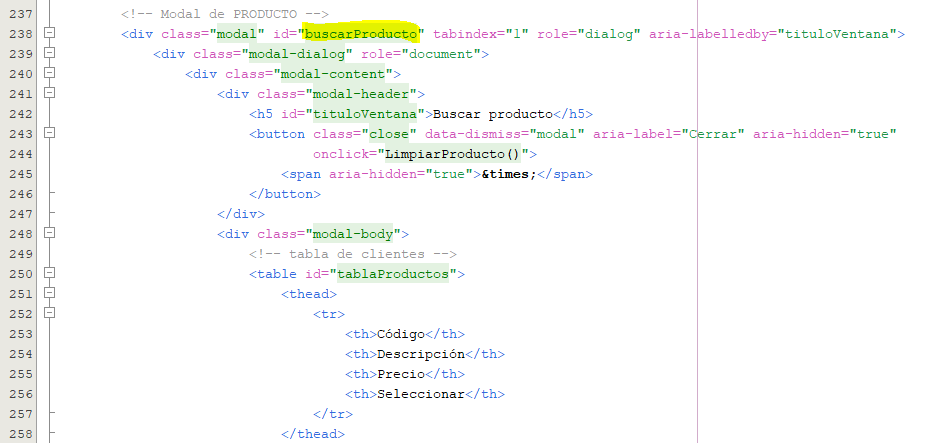 237 <!-- Modal de PRODUCTO -->
238 <div class="modal" id="buscarProducto" tabindex="1" role="dialog" aria-labelledby="tituloVentana">
239 <div class="modal-dialog" role="document">
240 <div class="modal-content">
241 <div class="modal-header">
242 <h5 id="tituloVentana">Buscar producto</h5>
243 <button class="close" data-dismiss="modal" aria-label="Cerrar" aria-hidden="true"
244 onclick="LimpiarProducto()">
245 <span aria-hidden="true">&times;</span>
246 </button>
247 </div>
248 <div class="modal-body">
249 <!-- tabla de clientes -->
250 <table id="tablaProductos">
251 <thead>
252 <tr>
253 <th>Código</th>
254 <th>Descripción</th>
255 <th>Precio</th>
256 <th>Seleccionar</th>
257 </tr>
258 </thead>